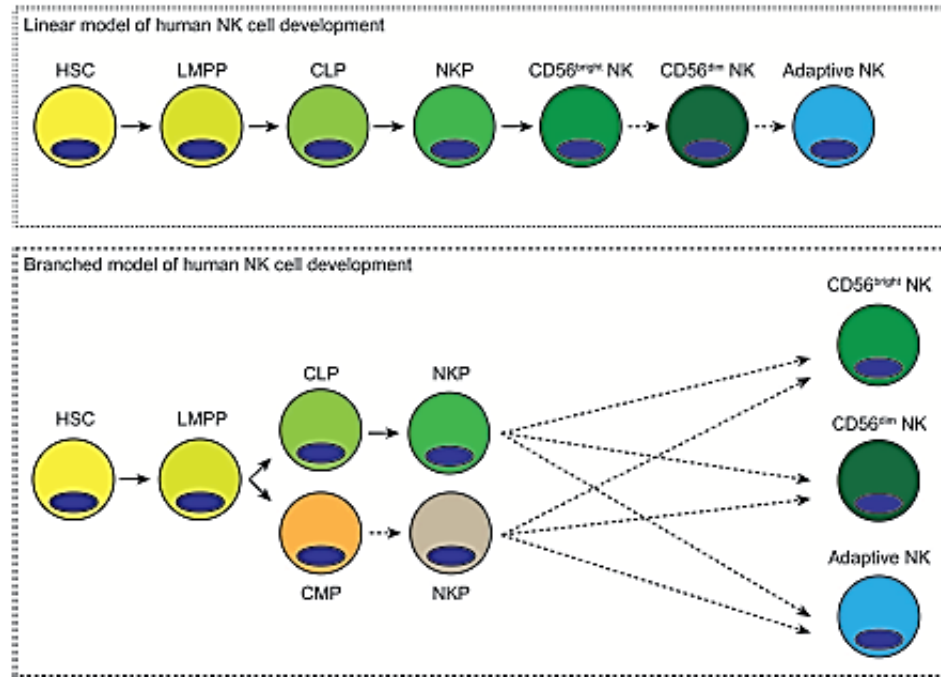 Linear model of human NK cell development
HSC LMPP CLP NKP CD56bright NK CD56dim NK Adaptive NK
Branched model of human NK cell development
CD56bright NK
CLP NKP
HSC LMPP
CD56dim NK
Adaptive NK
CMP NKP